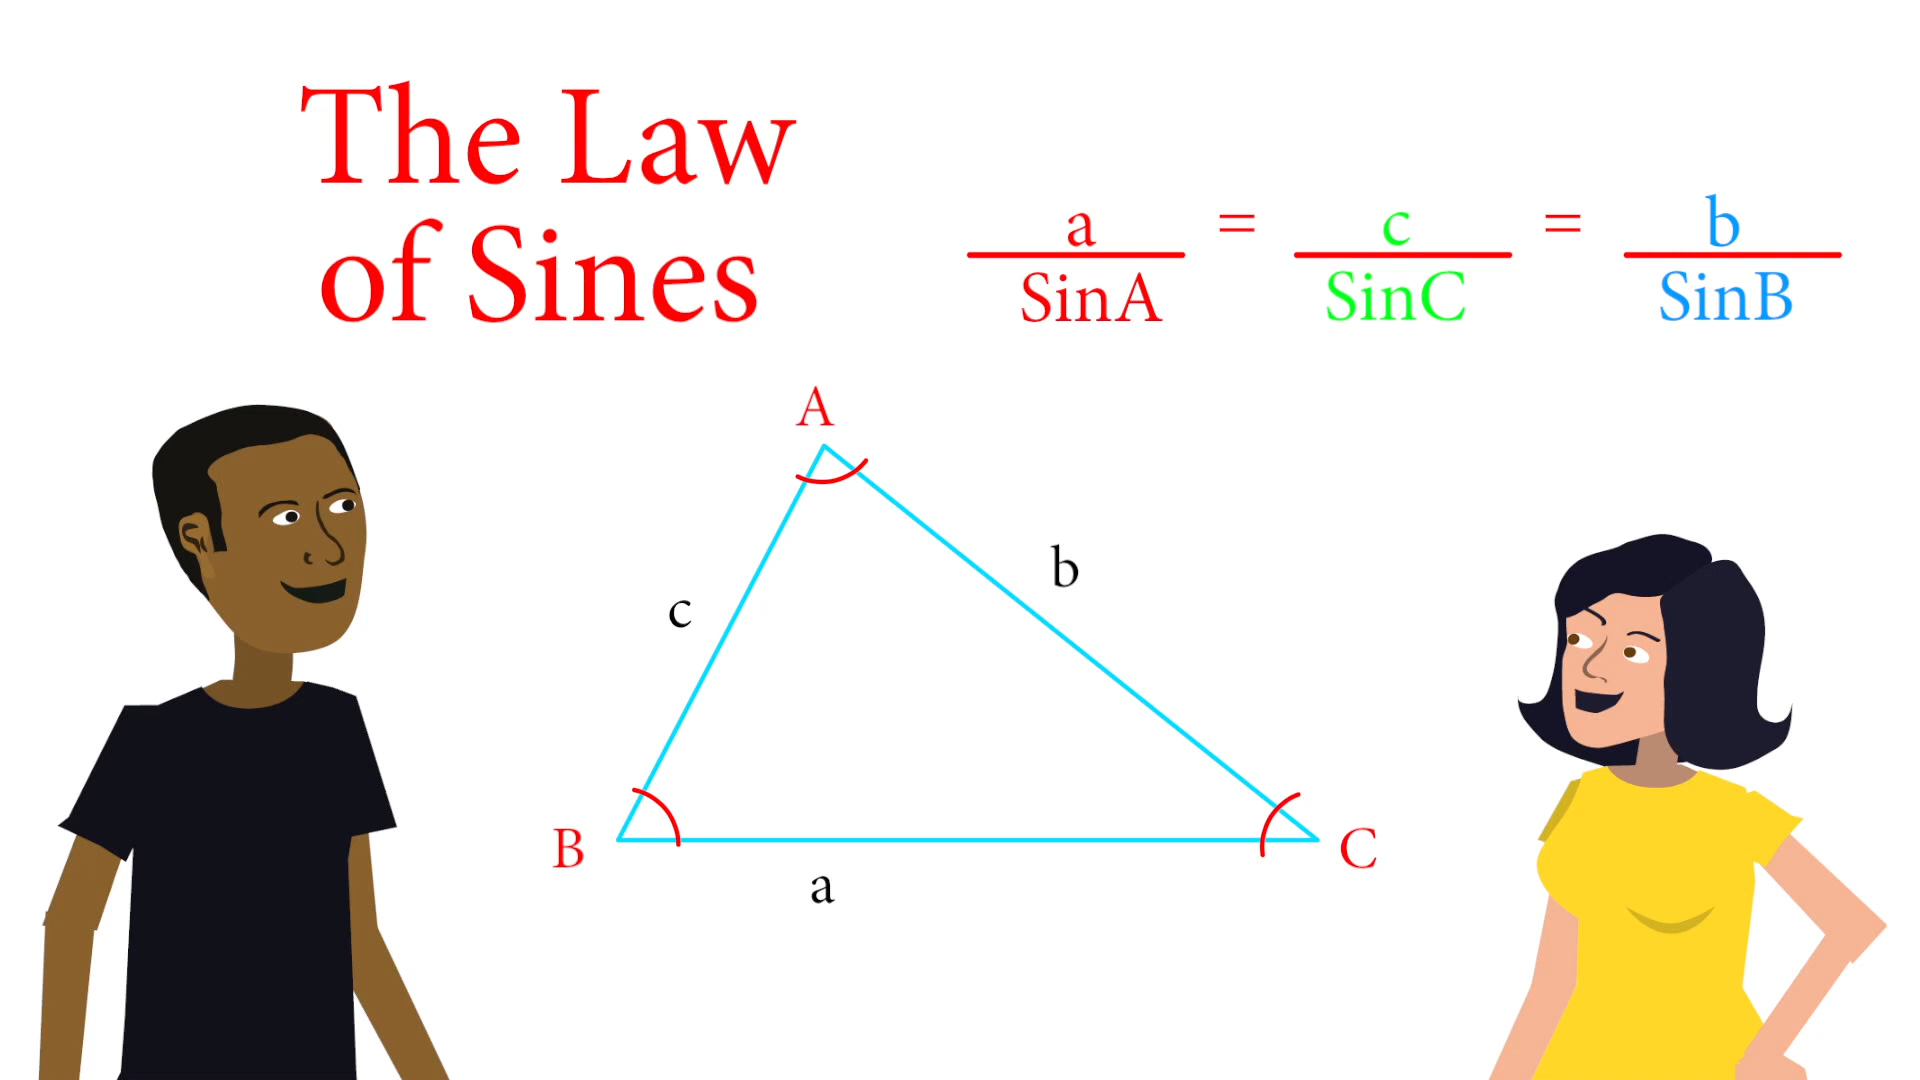 The Law
of Sines
a = c = b
SinA SinC SinB
A
b
c
B C
a